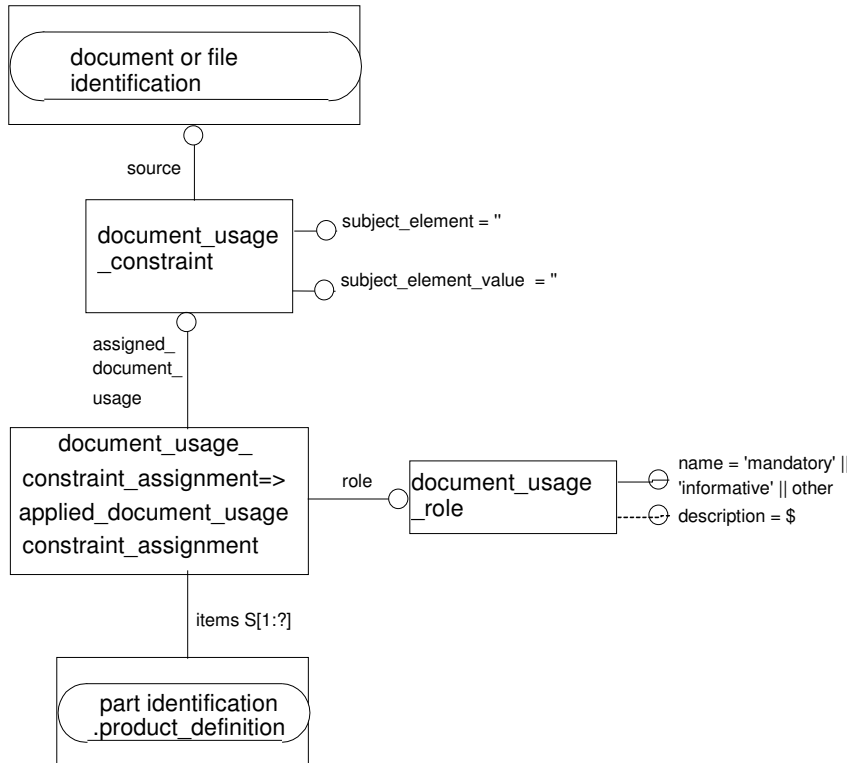 document or file
identification
source
document_usage
_constraint
subject_element = ''
subject_element_value = ''
assigned_
document_
usage
document_usage_
constraint_assignment=>
applied_document_usage
constraint_assignment
role
document_usage
_role
name = 'mandatory' ||
'informative' || other
description = $
items S[1:?]
part identification
.product_definition